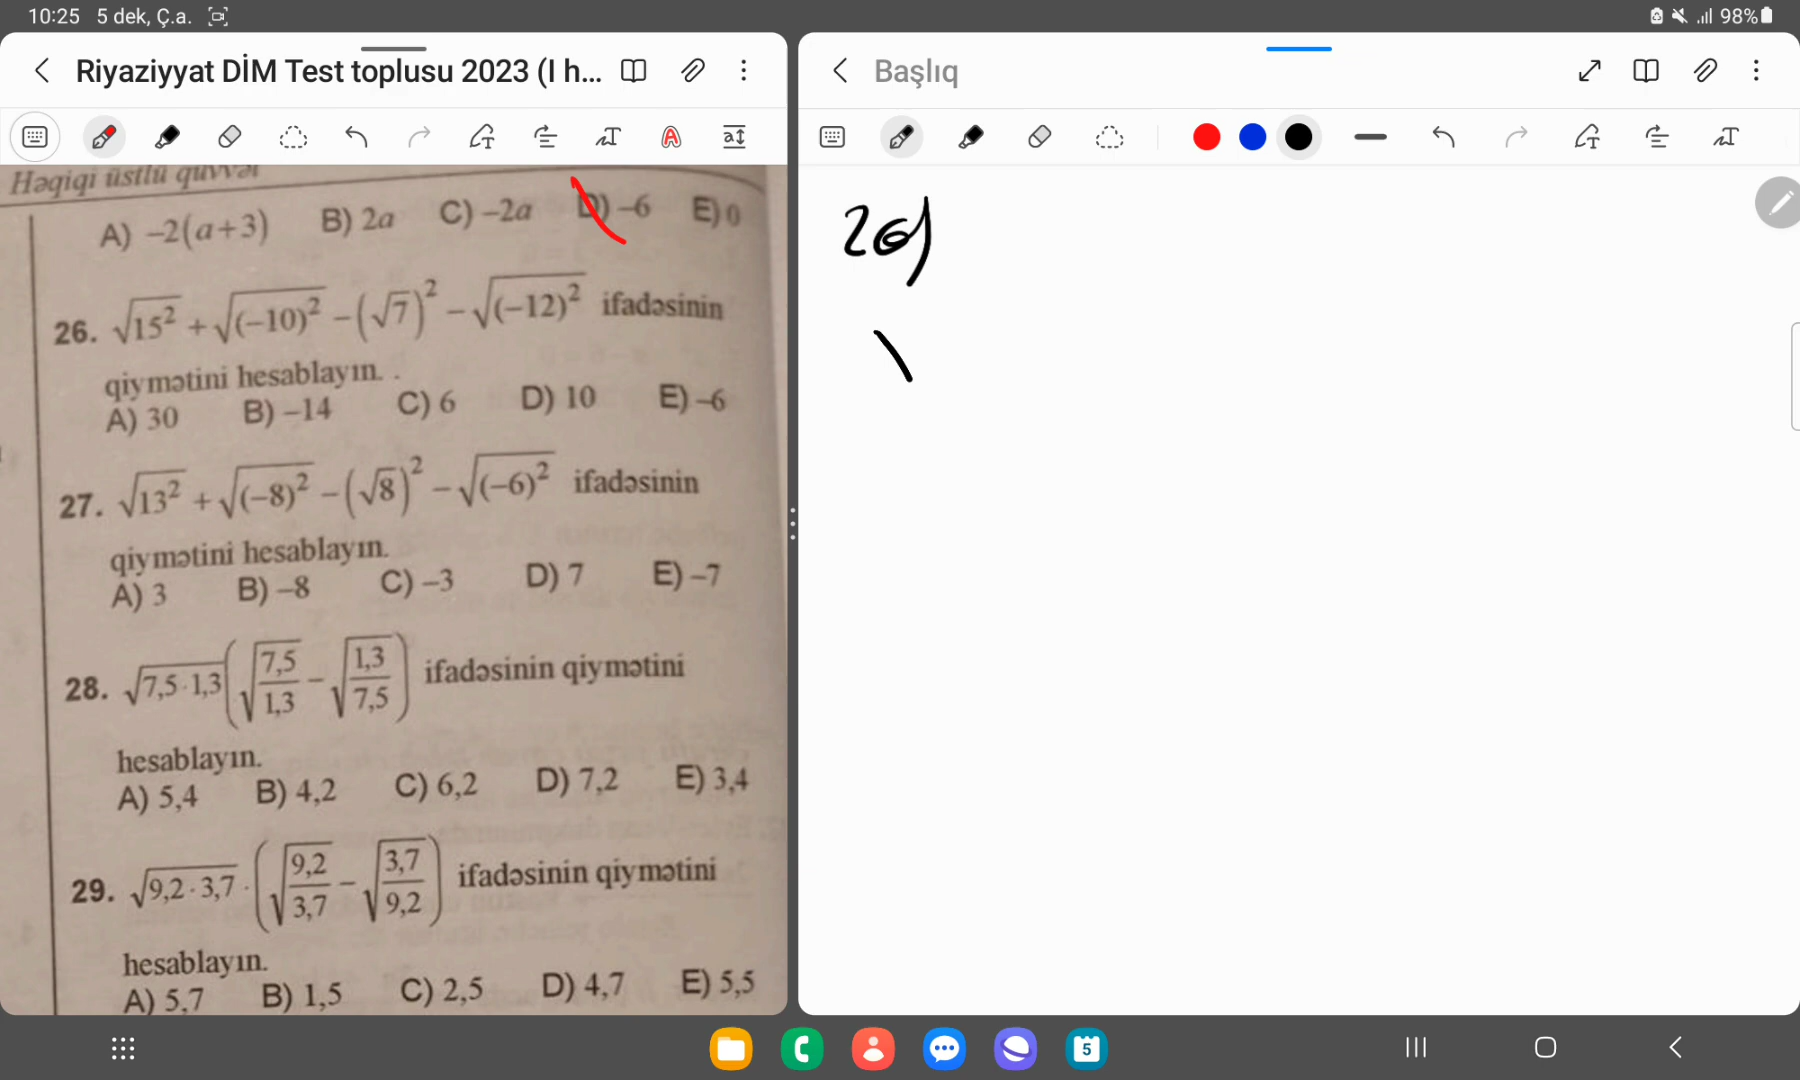 10:25 5 dek, Ç.a. 98%
Riyaziyyat DİM Test toplusu 2023 (I h...
Başlıq
Həqiqi üstlü qüvvət
A) –2(a+3) B) 2a C) –2a D) –6 E) 0
26. √15² + √(–10)² – (√7)² – √(–12)² ifadəsinin
qiymətini hesablayın.
A) 30 B) –14 C) 6 D) 10 E) –6
27. √13² + √(–8)² – (√8)² – √(–6)² ifadəsinin
qiymətini hesablayın.
A) 3 B) –8 C) –3 D) 7 E) –7
28. √7,5·1,3 (√7,5/1,3 – √1,3/7,5) ifadəsinin qiymətini
hesablayın.
A) 5,4 B) 4,2 C) 6,2 D) 7,2 E) 3,4
29. √9,2·3,7 · (√9,2/3,7 – √3,7/9,2) ifadəsinin qiymətini
hesablayın.
A) 5,7 B) 1,5 C) 2,5 D) 4,7 E) 5,5
26)
5